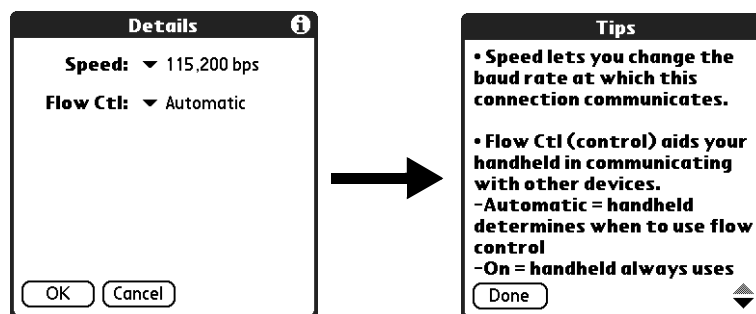 Details
Speed: 115,200 bps
Flow Ctl: Automatic
OK
Cancel
Tips
• Speed lets you change the
baud rate at which this
connection communicates.
• Flow Ctl (control) aids your
handheld in communicating
with other devices.
-Automatic = handheld
determines when to use flow
control
-On = handheld always uses
Done